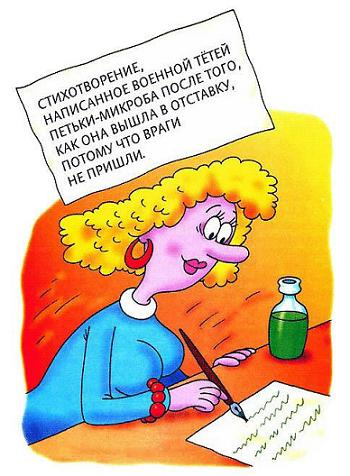 СТИХОТВОРЕНИЕ,
НАПИСАННОЕ ВОЕННОЙ ТЁТЕЙ
ПЕТЬКИ-МИКРОБА ПОСЛЕ ТОГО,
КАК ОНА ВЫШЛА В ОТСТАВКУ,
ПОТОМУ ЧТО ВРАГИ
НЕ ПРИШЛИ.